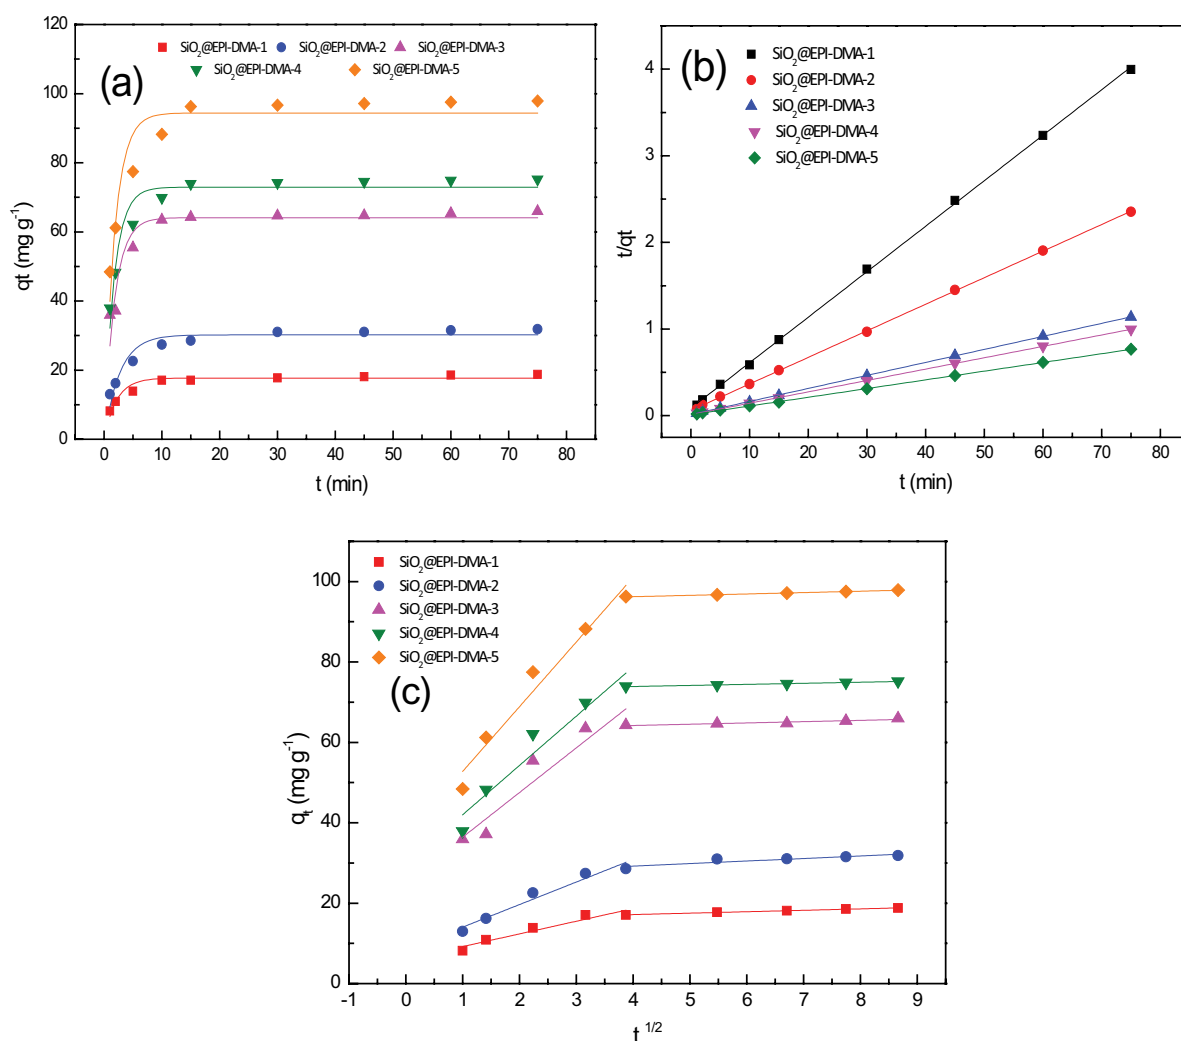 (a)
SiO2@EPI-DMA-1 SiO2@EPI-DMA-2 SiO2@EPI-DMA-3
SiO2@EPI-DMA-4 SiO2@EPI-DMA-5
120
100
80
60
40
20
0
qt (mg g-1)
0 10 20 30 40 50 60 70 80
t (min)
(b)
SiO2@EPI-DMA-1
SiO2@EPI-DMA-2
SiO2@EPI-DMA-3
SiO2@EPI-DMA-4
SiO2@EPI-DMA-5
4
3
2
1
0
t/qt
0 10 20 30 40 50 60 70 80
t (min)
(c)
SiO2@EPI-DMA-1
SiO2@EPI-DMA-2
SiO2@EPI-DMA-3
SiO2@EPI-DMA-4
SiO2@EPI-DMA-5
100
80
60
40
20
0
qt (mg g-1)
-1 0 1 2 3 4 5 6 7 8 9
t 1/2